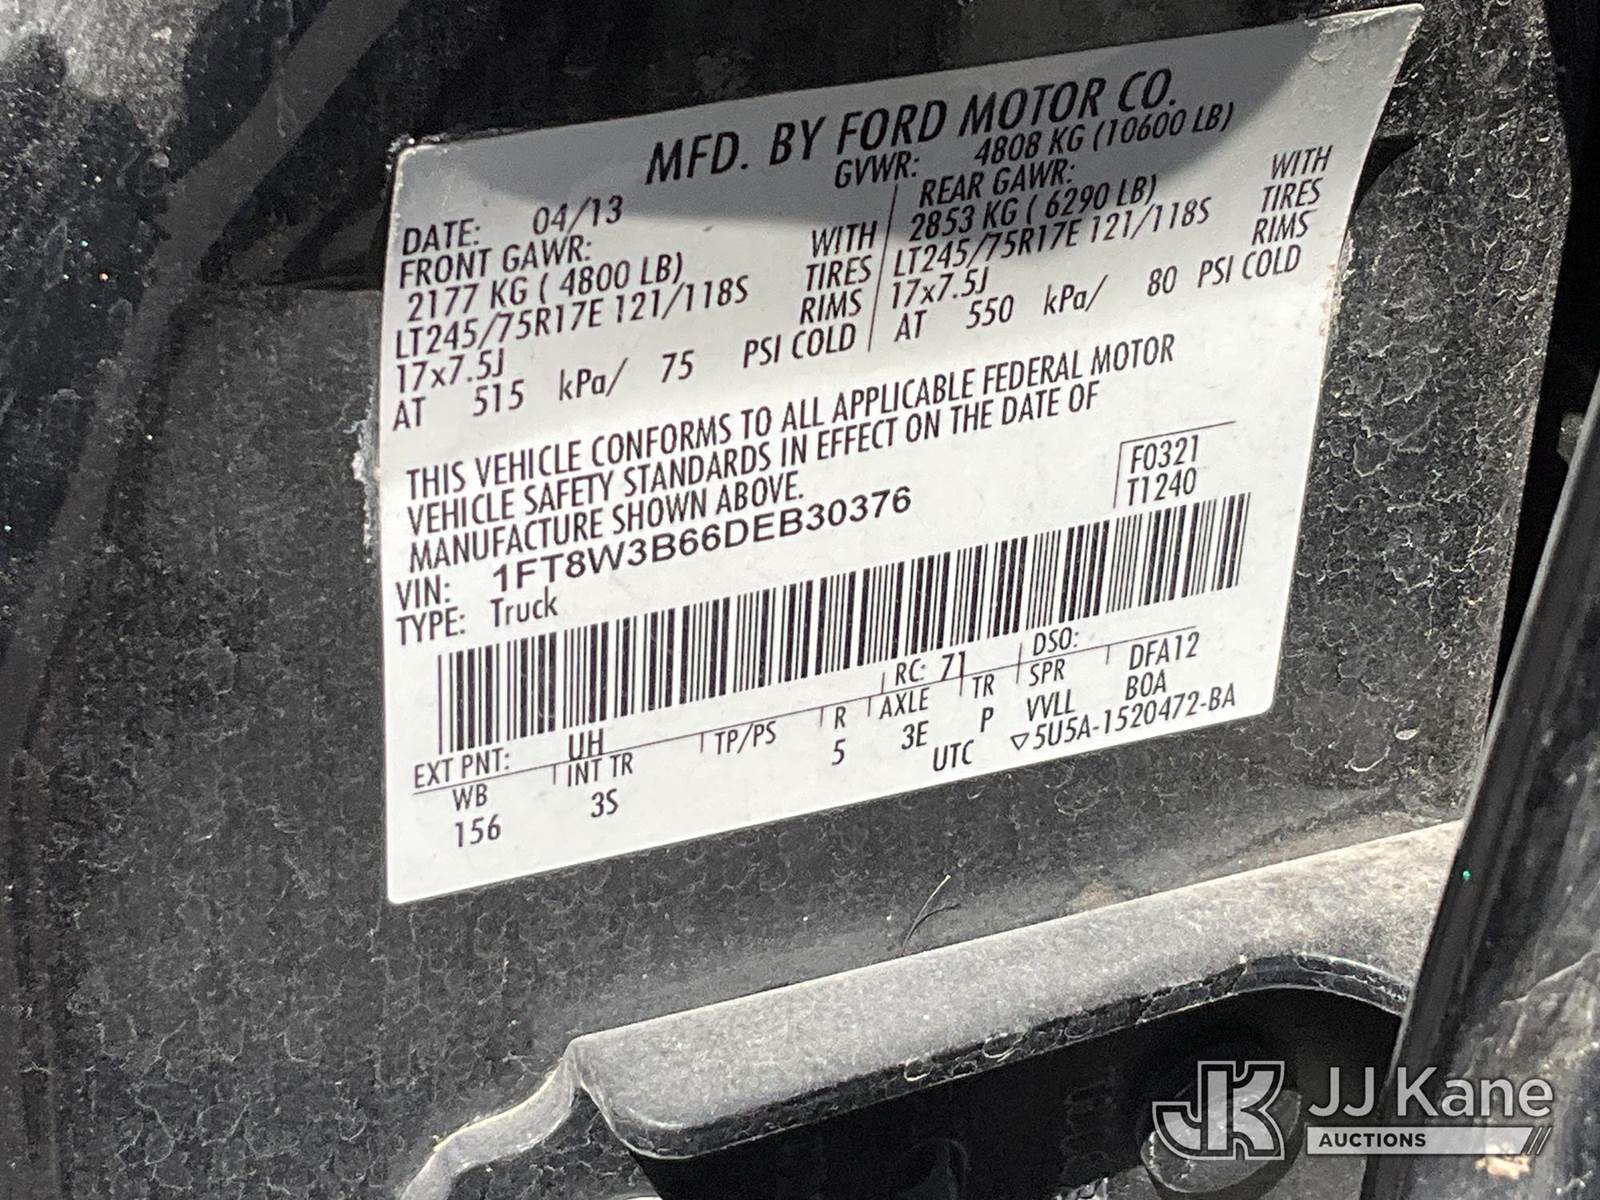 MFD. BY FORD MOTOR CO.
DATE: 04/13 GVWR: 4808 KG (10600 LB)
FRONT GAWR: REAR GAWR:
2177 KG ( 4800 LB) WITH 2853 KG ( 6290 LB) WITH
LT245/75R17E 121/118S TIRES LT245/75R17E 121/118S TIRES
17x7.5J RIMS 17x7.5J RIMS
AT 515 kPa/ 75 PSI COLD AT 550 kPa/ 80 PSI COLD
THIS VEHICLE CONFORMS TO ALL APPLICABLE FEDERAL MOTOR
VEHICLE SAFETY STANDARDS IN EFFECT ON THE DATE OF
MANUFACTURE SHOWN ABOVE.
F0321
T1240
VIN: 1FT8W3B66DEB30376
TYPE: Truck
EXT PNT: UH RC: 71 DSO:
WB INT TR TP/PS R AXLE TR SPR DFA12
156 3S 5 3E P VVLL BOA
UTC ▽5U5A-1520472-BA
JK JJ Kane
AUCTIONS